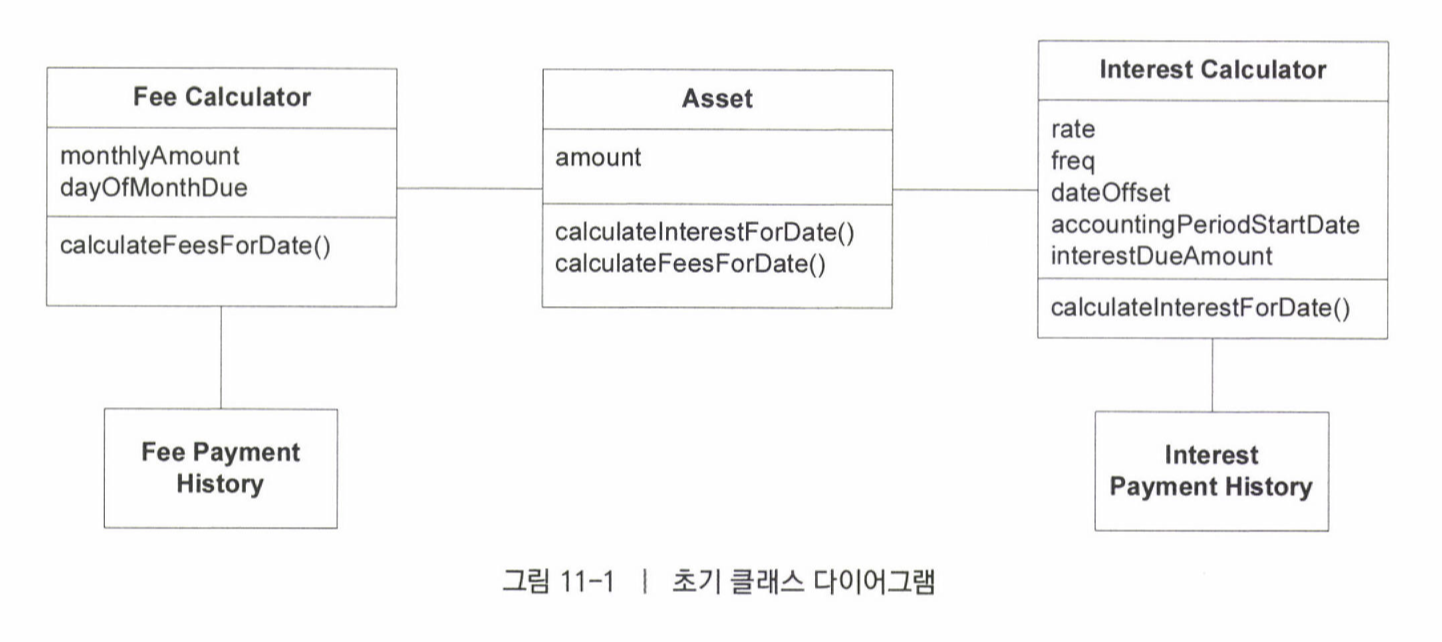 Fee Calculator
monthlyAmount
dayOfMonthDue
calculateFeesForDate()
Fee Payment
History
Asset
amount
calculateInterestForDate()
calculateFeesForDate()
Interest Calculator
rate
freq
dateOffset
accountingPeriodStartDate
interestDueAmount
calculateInterestForDate()
Interest
Payment History
그림 11-1 | 초기 클래스 다이어그램